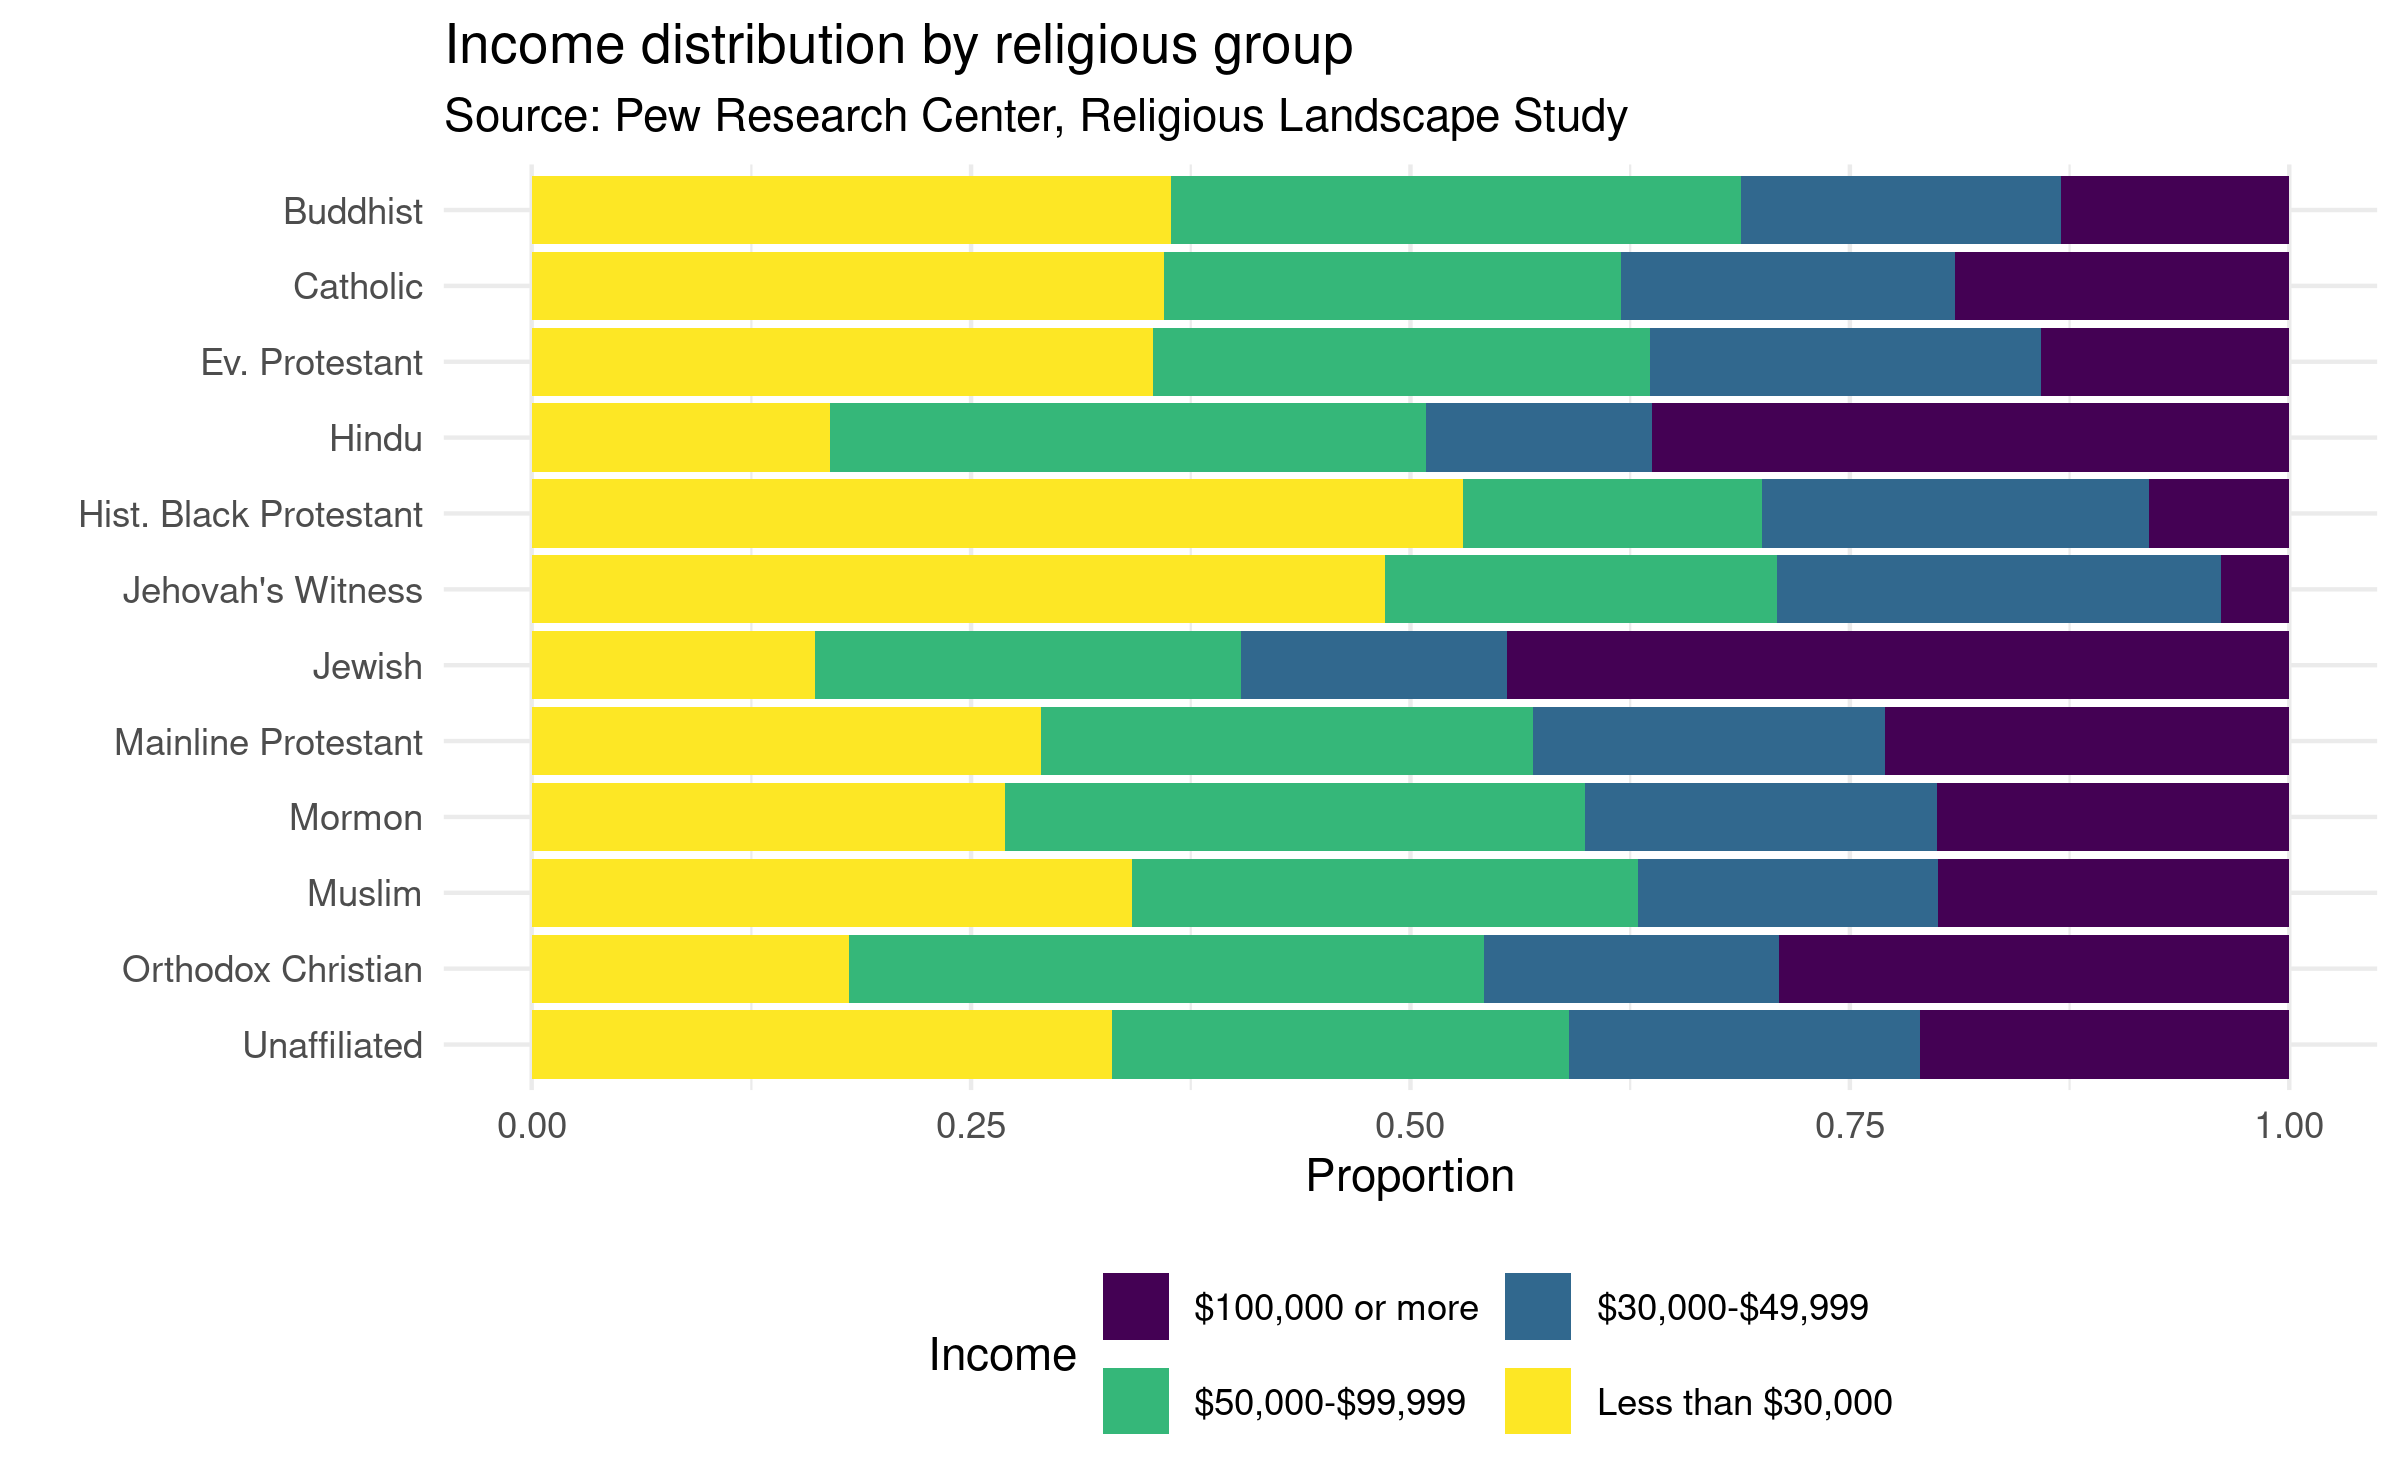 Income distribution by religious group
Source: Pew Research Center, Religious Landscape Study
Buddhist
Catholic
Ev. Protestant
Hindu
Hist. Black Protestant
Jehovah's Witness
Jewish
Mainline Protestant
Mormon
Muslim
Orthodox Christian
Unaffiliated
0.00 0.25 0.50 0.75 1.00
Proportion
Income
$100,000 or more $30,000-$49,999
$50,000-$99,999 Less than $30,000